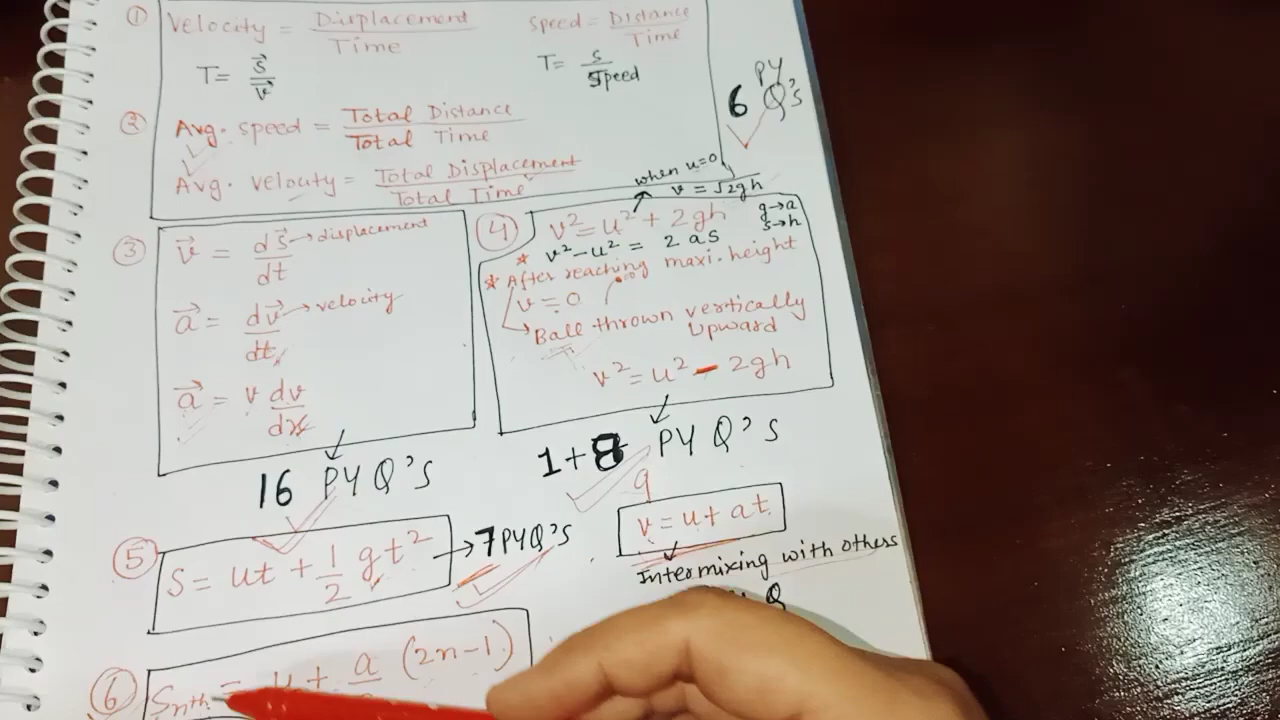 ① Velocity = Displacement / Time
T = s⃗ / v⃗
Speed = Distance / Time
T = s / Speed
② Avg. speed = Total Distance / Total Time
Avg. velocity = Total Displacement / Total Time
6 PY Q's
③ v⃗ = ds⃗/dt → displacement
a⃗ = dv⃗/dt → velocity
a⃗ = v dv/dx
16 PYQ's
when u=0
v = √2gh
④ v² = u² + 2gh
g→a
s→h
* v² - u² = 2as
* After reaching maxi. height
v = 0
→ Ball thrown vertically
upward
v² = u² - 2gh
1+8 PYQ's
9
⑤ s = ut + 1/2 gt² → 7 PYQ's
v = u + at
Intermixing with others
Q
⑥ Snth = u + a (2n-1)